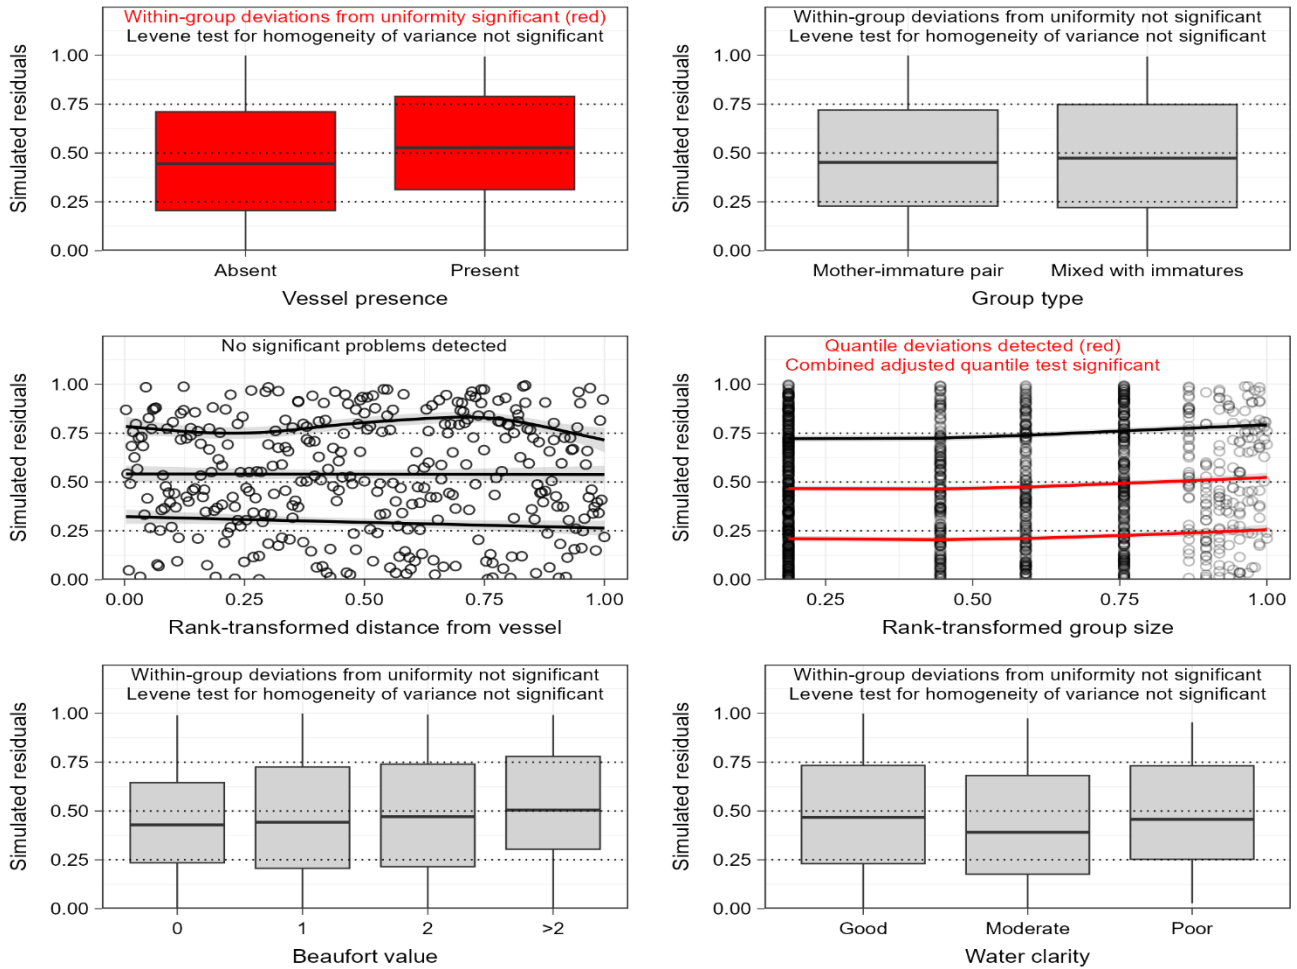 Within-group deviations from uniformity significant (red)
Levene test for homogeneity of variance not significant
Simulated residuals
1.00
0.75
0.50
0.25
0.00
Absent
Present
Vessel presence
Within-group deviations from uniformity not significant
Levene test for homogeneity of variance not significant
Simulated residuals
1.00
0.75
0.50
0.25
0.00
Mother-immature pair
Mixed with immatures
Group type
No significant problems detected
Simulated residuals
1.00
0.75
0.50
0.25
0.00
0.00
0.25
0.50
0.75
1.00
Rank-transformed distance from vessel
Quantile deviations detected (red)
Combined adjusted quantile test significant
Simulated residuals
1.00
0.75
0.50
0.25
0.00
0.25
0.50
0.75
1.00
Rank-transformed group size
Within-group deviations from uniformity not significant
Levene test for homogeneity of variance not significant
Simulated residuals
1.00
0.75
0.50
0.25
0.00
0
1
2
>2
Beaufort value
Within-group deviations from uniformity not significant
Levene test for homogeneity of variance not significant
Simulated residuals
1.00
0.75
0.50
0.25
0.00
Good
Moderate
Poor
Water clarity